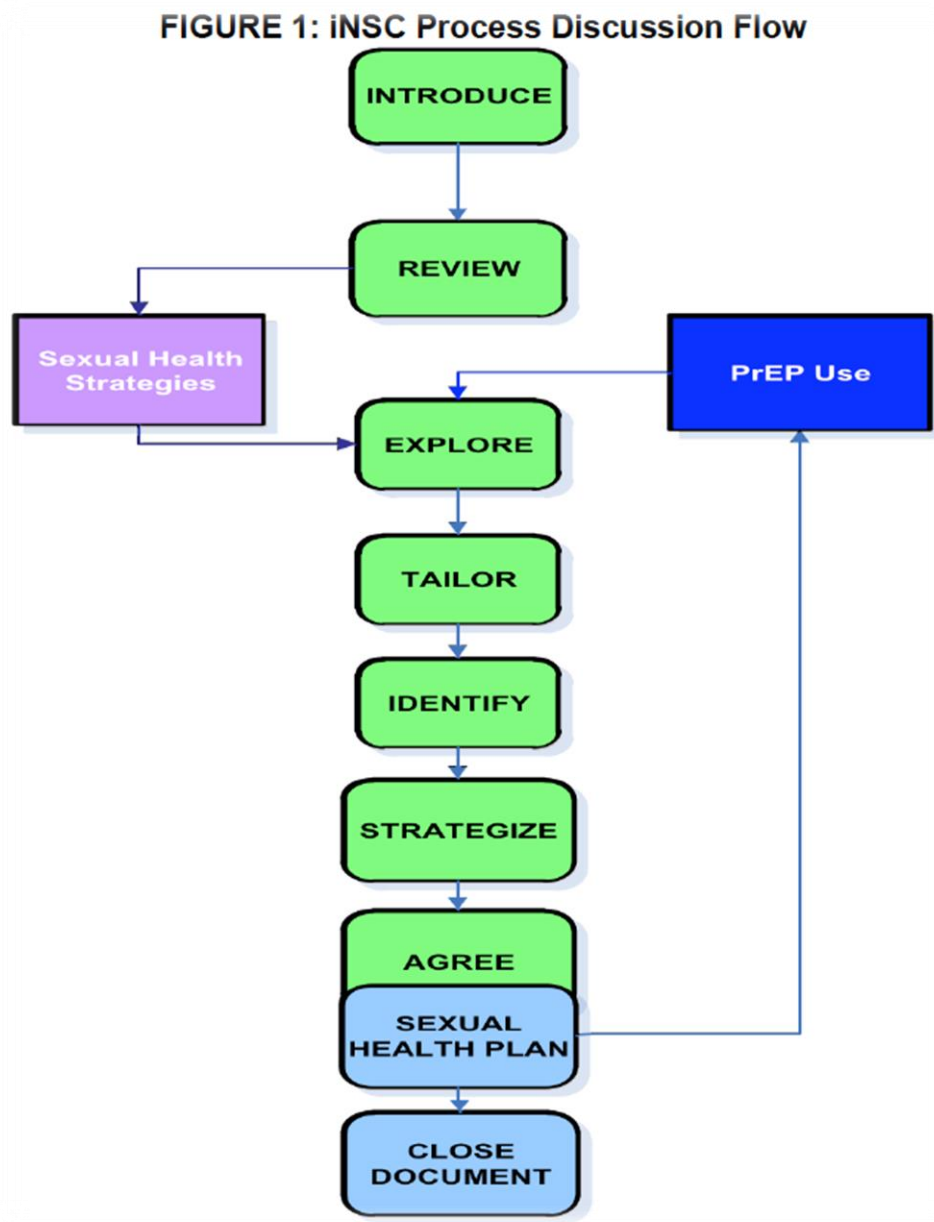 FIGURE 1: iNSC Process Discussion Flow
INTRODUCE
REVIEW
Sexual Health
Strategies
PrEP Use
EXPLORE
TAILOR
IDENTIFY
STRATEGIZE
AGREE
SEXUAL
HEALTH PLAN
CLOSE
DOCUMENT